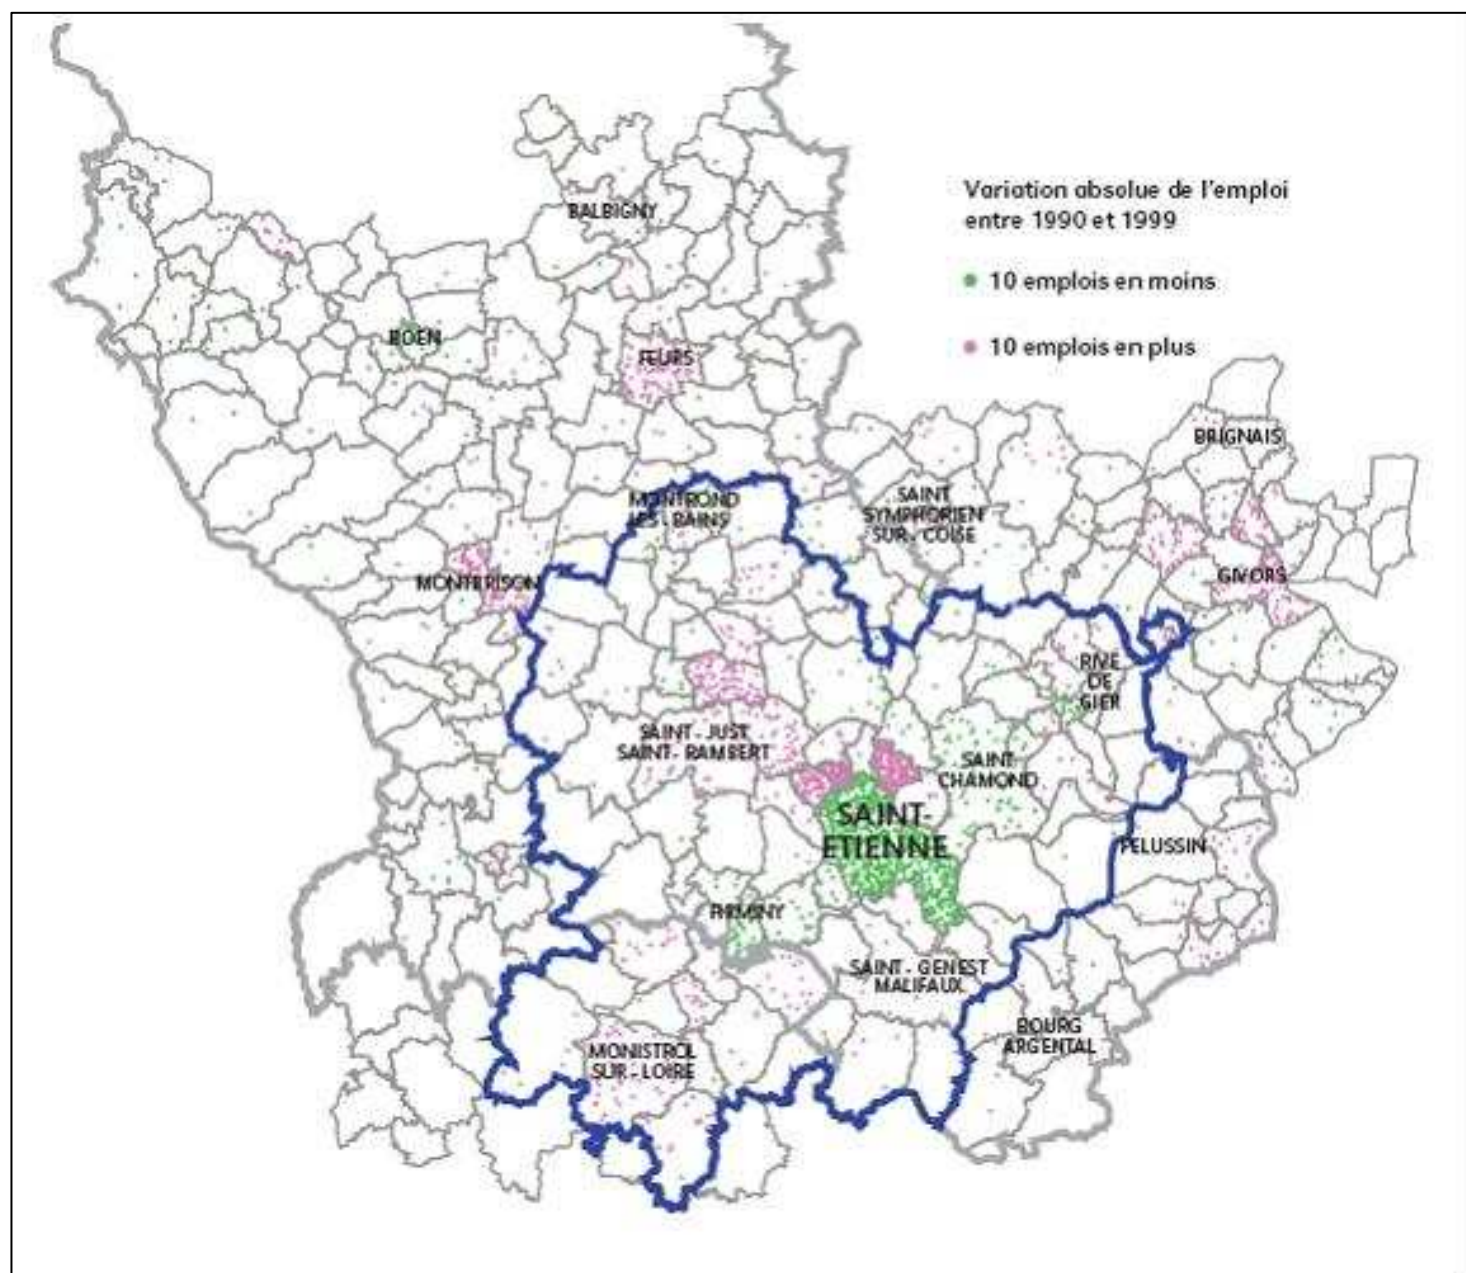 Variation absolue de l'emploi
entre 1990 et 1999
10 emplois en moins
10 emplois en plus
BALBIGNY
BOEN
FEURS
BRIGNAIS
MONTROND
LES - BAINS
SAINT
SYMPHORIEN
SUR - COISE
MONTBRISON
GIVORS
RIVE
DE
GIER
SAINT - JUST
SAINT - RAMBERT
SAINT
CHAMOND
SAINT-
ETIENNE
PELUSSIN
FIRMINY
SAINT - GENEST
MALIFAUX
BOURG
ARGENTAL
MONISTROL
SUR - LOIRE